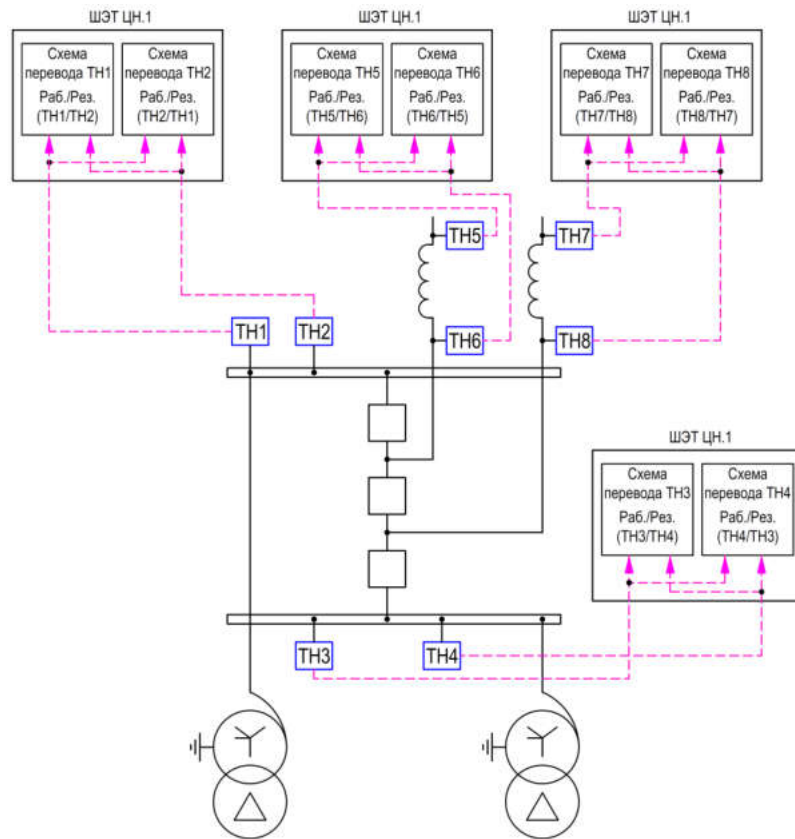 ШЭТ ЦН.1
Схема
перевода ТН1
Раб./Рез.
(ТН1/ТН2)
Схема
перевода ТН2
Раб./Рез.
(ТН2/ТН1)
ШЭТ ЦН.1
Схема
перевода ТН5
Раб./Рез.
(ТН5/ТН6)
Схема
перевода ТН6
Раб./Рез.
(ТН6/ТН5)
ШЭТ ЦН.1
Схема
перевода ТН7
Раб./Рез.
(ТН7/ТН8)
Схема
перевода ТН8
Раб./Рез.
(ТН8/ТН7)
ТН5
ТН7
ТН1
ТН2
ТН6
ТН8
ШЭТ ЦН.1
Схема
перевода ТН3
Раб./Рез.
(ТН3/ТН4)
Схема
перевода ТН4
Раб./Рез.
(ТН4/ТН3)
ТН3
ТН4